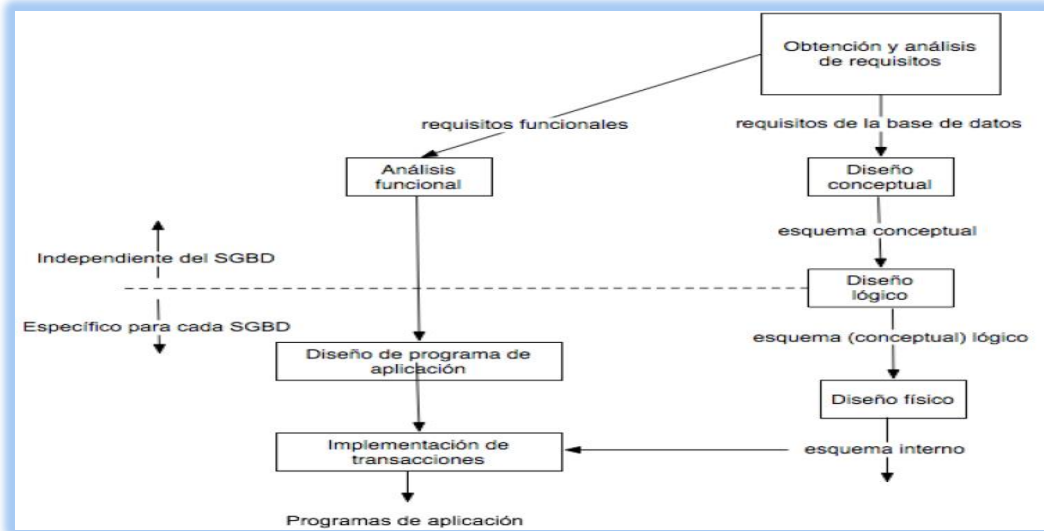 Obtención y análisis
de requisitos
requisitos funcionales
requisitos de la base de datos
Análisis
funcional
Diseño
conceptual
esquema conceptual
Independiente del SGBD
Diseño
lógico
Específico para cada SGBD
esquema (conceptual) lógico
Diseño de programa de
aplicación
Diseño físico
Implementación de
transacciones
esquema interno
Programas de aplicación